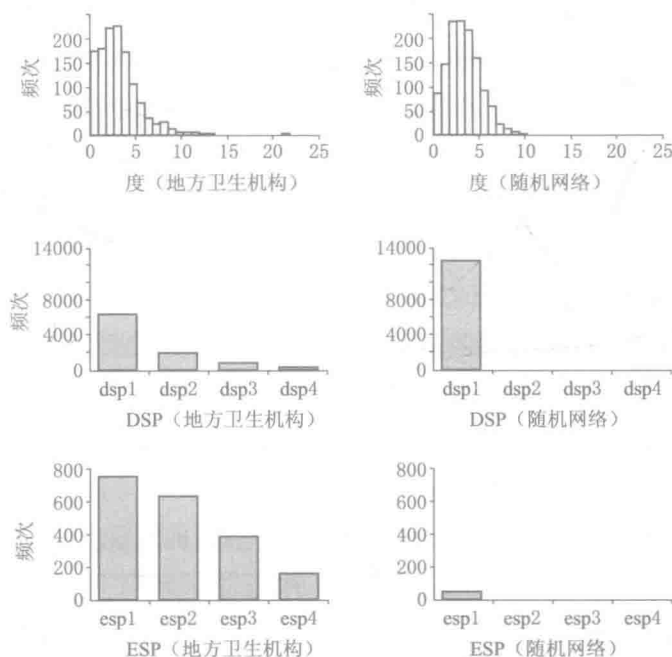 频次
200
150
100
50
0
0 5 10 15 20 25
度（地方卫生机构）
200
150
100
50
0
0 5 10 15 20 25
度（随机网络）
频次
14000
8000
4000
0
dsp1 dsp2 dsp3 dsp4
DSP（地方卫生机构）
14000
8000
4000
0
dsp1 dsp2 dsp3 dsp4
DSP（随机网络）
频次
800
600
400
200
0
esp1 esp2 esp3 esp4
ESP（地方卫生机构）
800
600
400
200
0
esp1 esp2 esp3 esp4
ESP（随机网络）